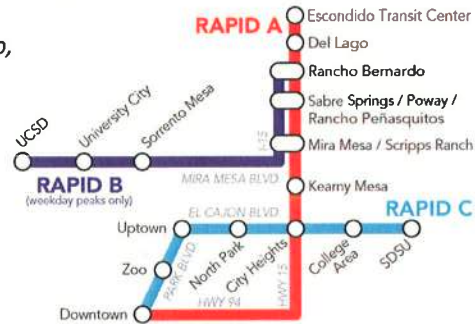 o,
RAPID A
Escondido Transit Center
Del Lago
Rancho Bernardo
Sabre Springs / Poway /
Rancho Peñasquitos
Mira Mesa / Scripps Ranch
I-15
UCSD
University City
Sorrento Mesa
RAPID B
(weekday peaks only)
MIRA MESA BLVD
Kearny Mesa
EL CAJON BLVD
RAPID C
Uptown
North Park
City Heights
College
Area
SDSU
Zoo
PARK BLVD
HWY 15
HWY 94
Downtown